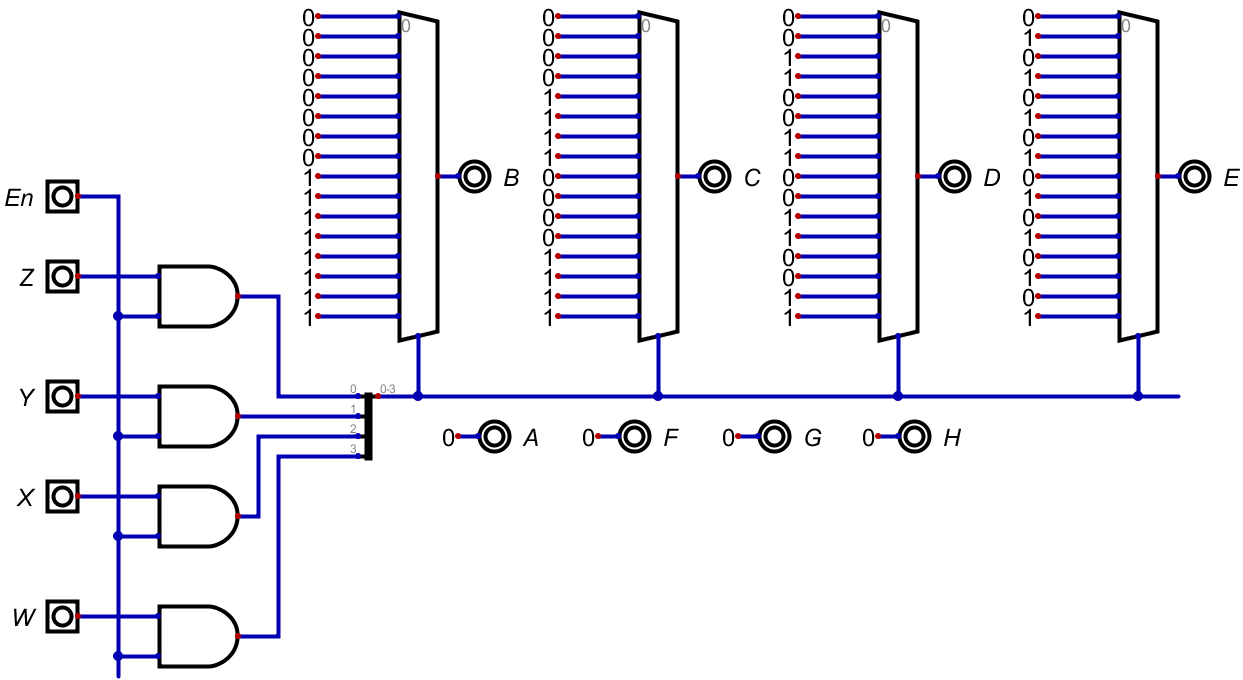 0 0 0 0
0 0 0 0 0 1 0
0 0 1 0
0 0 1 1
0 1 0 0
0 1 0 1
0 1 1 0
0 1 1 1
1 B 0 C 0 D 0 E
En 1 0 0 1
1 0 1 0
1 0 1 1
1 1 0 0
Z 1 1 0 1
1 1 1 0
1 1 1 1
0 0-3
Y
1
2 0 A 0 F 0 G 0 H
3
X
W